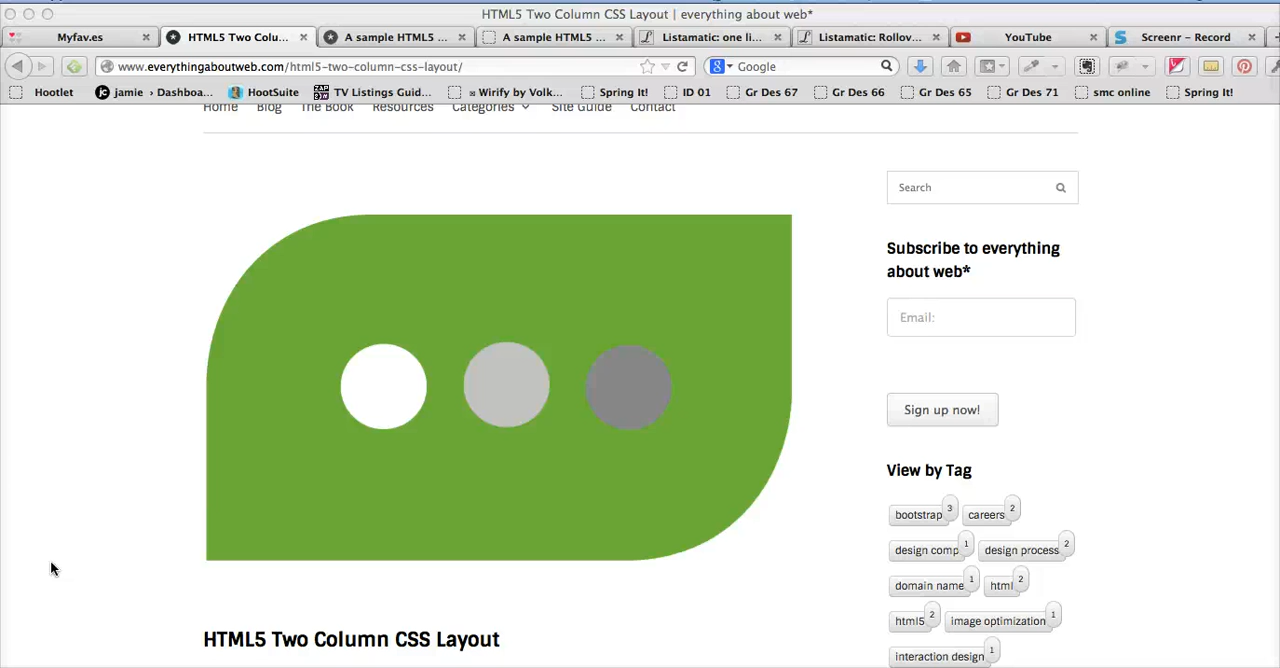 HTML5 Two Column CSS Layout | everything about web*
Myfav.es HTML5 Two Colu... A sample HTML5 ... A sample HTML5 ... Listamatic: one li... Listamatic: Rollov... YouTube Screenr – Record
www.everythingaboutweb.com/html5-two-column-css-layout/ Google
Hootlet jamie › Dashboa... HootSuite TV Listings Guid... :: Wirify by Volk... Spring It! ID 01 Gr Des 67 Gr Des 66 Gr Des 65 Gr Des 71 smc online Spring It!
Home Blog The Book Resources Categories Site Guide Contact
Search
Subscribe to everything
about web*
Email:
Sign up now!
View by Tag
bootstrap 3 careers 2
design comp 1 design process 2
domain name 1 html 2
html5 2 image optimization 1
interaction design 1
HTML5 Two Column CSS Layout